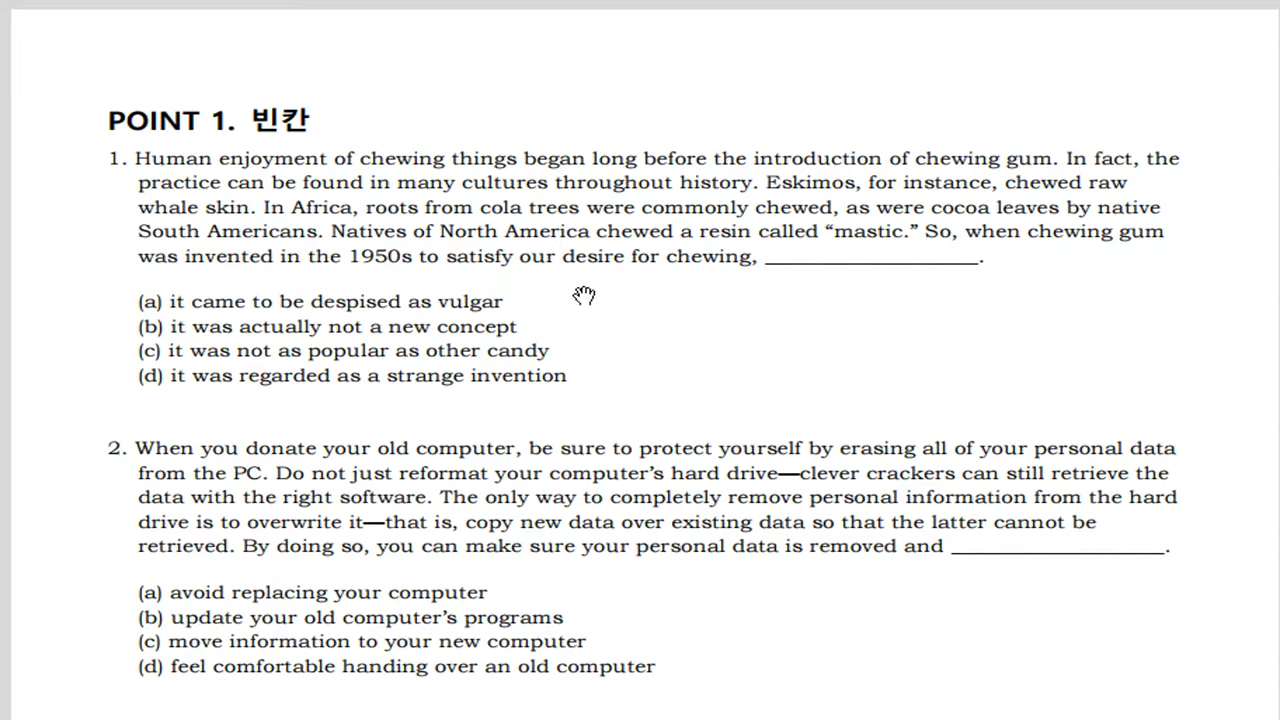 POINT 1. 빈칸
1. Human enjoyment of chewing things began long before the introduction of chewing gum. In fact, the
practice can be found in many cultures throughout history. Eskimos, for instance, chewed raw
whale skin. In Africa, roots from cola trees were commonly chewed, as were cocoa leaves by native
South Americans. Natives of North America chewed a resin called “mastic.” So, when chewing gum
was invented in the 1950s to satisfy our desire for chewing, ____________________.
(a) it came to be despised as vulgar
(b) it was actually not a new concept
(c) it was not as popular as other candy
(d) it was regarded as a strange invention
2. When you donate your old computer, be sure to protect yourself by erasing all of your personal data
from the PC. Do not just reformat your computer’s hard drive—clever crackers can still retrieve the
data with the right software. The only way to completely remove personal information from the hard
drive is to overwrite it—that is, copy new data over existing data so that the latter cannot be
retrieved. By doing so, you can make sure your personal data is removed and ____________________.
(a) avoid replacing your computer
(b) update your old computer’s programs
(c) move information to your new computer
(d) feel comfortable handing over an old computer